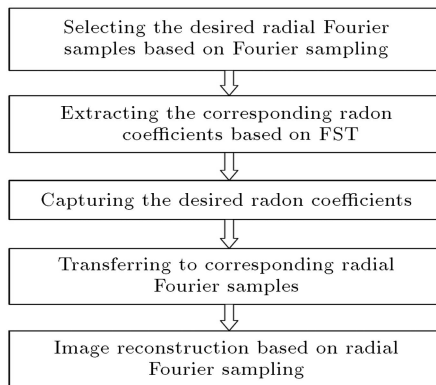 Selecting the desired radial Fourier
samples based on Fourier sampling
Extracting the corresponding radon
coefficients based on FST
Capturing the desired radon coefficients
Transferring to corresponding radial
Fourier samples
Image reconstruction based on radial
Fourier sampling